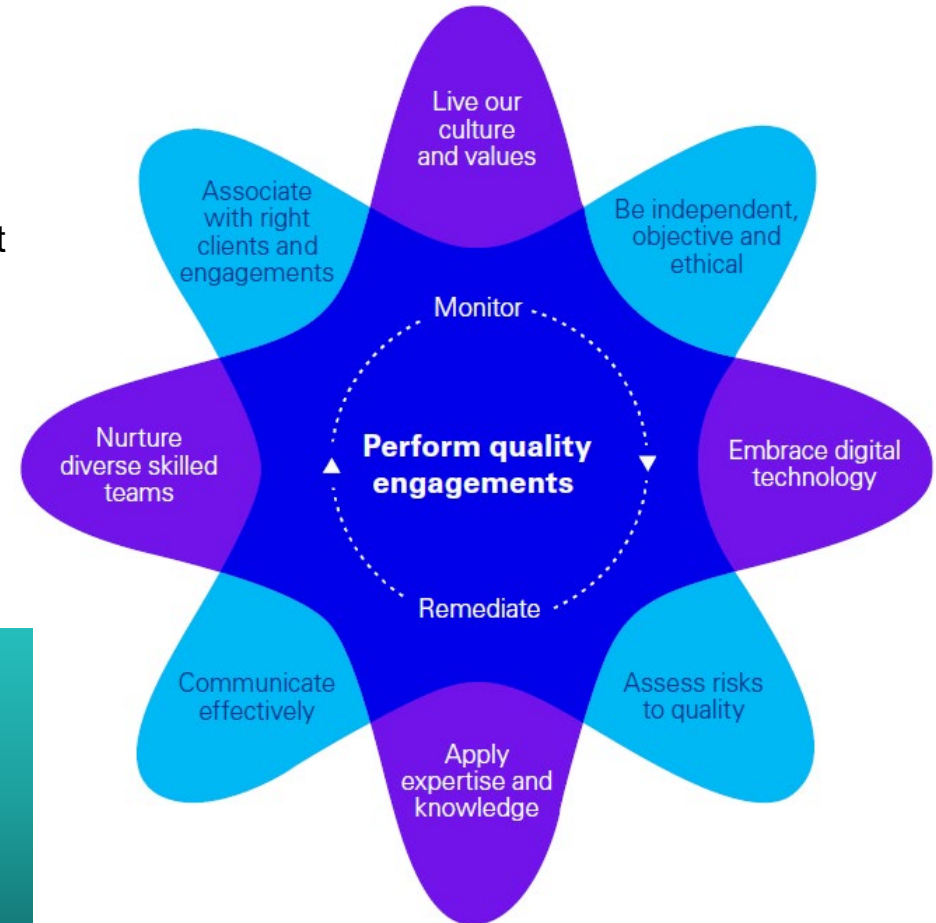 Live our
culture
and values
Associate
with right
clients and
engagements
Be independent,
objective and
ethical
t
Monitor
Nurture
diverse skilled
teams
Perform quality
engagements
Embrace digital
technology
Remediate
Communicate
effectively
Assess risks
to quality
Apply
expertise and
knowledge